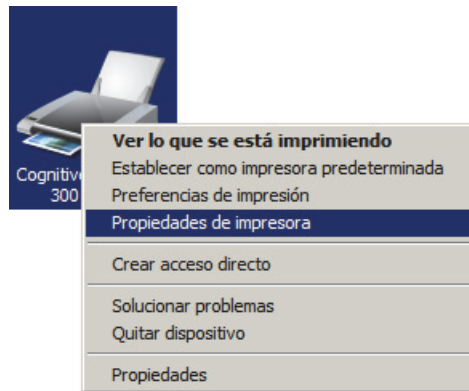 Cognitive
300
Ver lo que se está imprimiendo
Establecer como impresora predeterminada
Preferencias de impresión
Propiedades de impresora
Crear acceso directo
Solucionar problemas
Quitar dispositivo
Propiedades